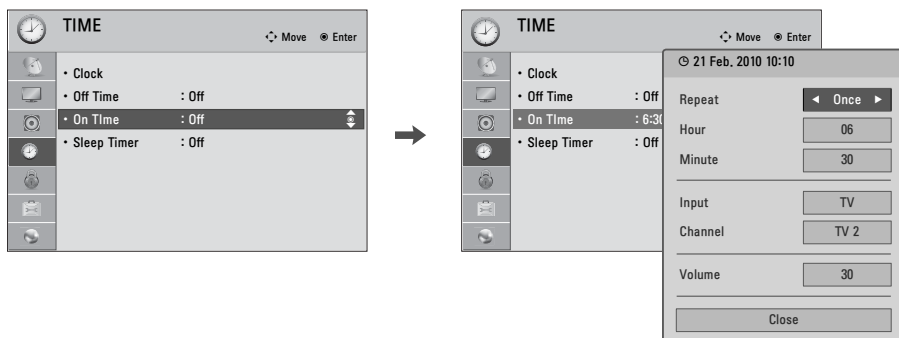 TIME
Move Enter
• Clock
• Off Time : Off
• On TIme : Off
• Sleep Timer : Off
TIME
Move Enter
• Clock
• Off Time : Off
• On TIme : 6:30
• Sleep Timer : Off
21 Feb. 2010 10:10
Repeat ◄ Once ►
Hour 06
Minute 30
Input TV
Channel TV 2
Volume 30
Close